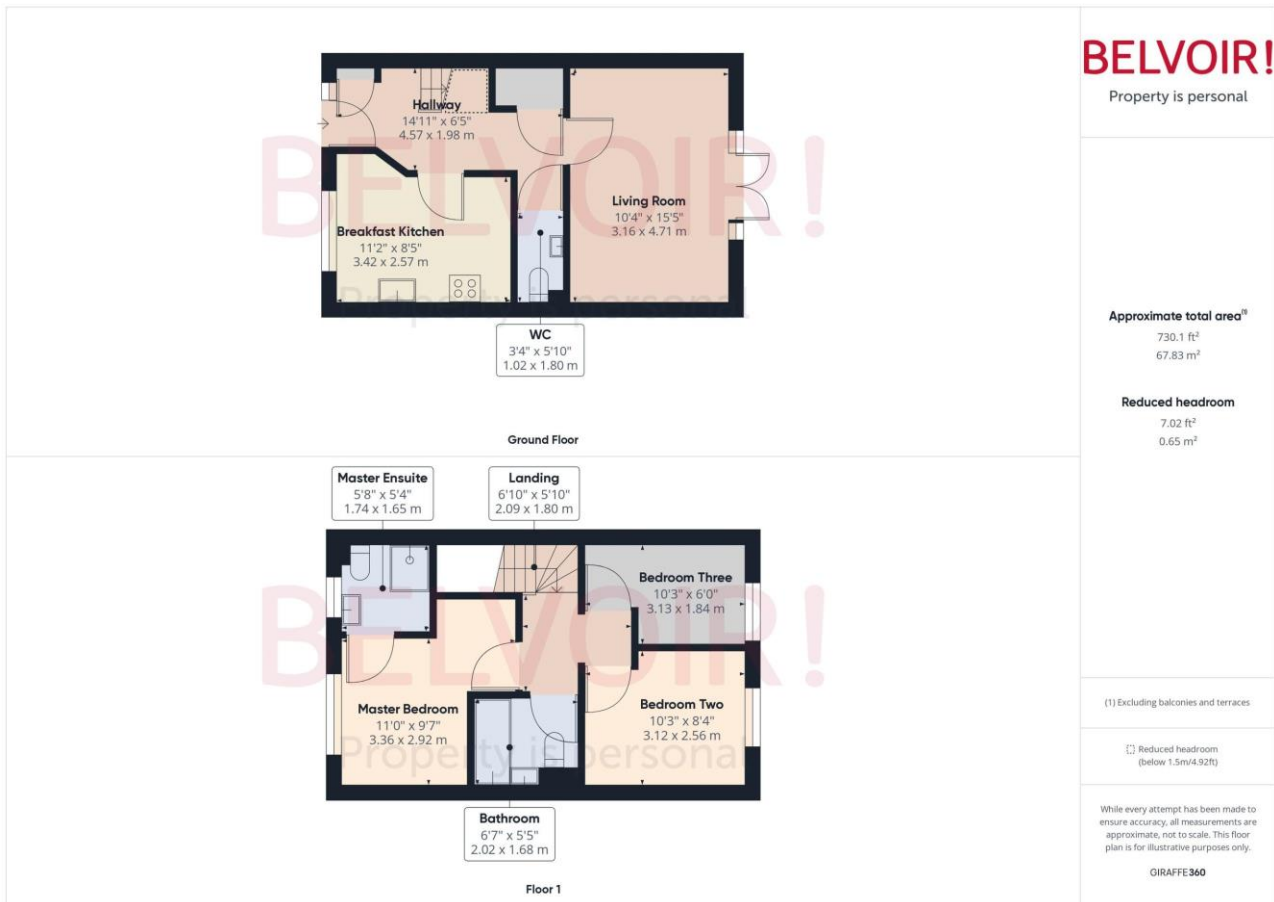 Hallway
14'11" x 6'5"
4.57 x 1.98 m
Living Room
10'4" x 15'5"
3.16 x 4.71 m
Breakfast Kitchen
11'2" x 8'5"
3.42 x 2.57 m
WC
3'4" x 5'10"
1.02 x 1.80 m
BELVOIR!
Property is personal
Ground Floor
Master Ensuite
5'8" x 5'4"
1.74 x 1.65 m
Landing
6'10" x 5'10"
2.09 x 1.80 m
Bedroom Three
10'3" x 6'0"
3.13 x 1.84 m
Master Bedroom
11'0" x 9'7"
3.36 x 2.92 m
Bedroom Two
10'3" x 8'4"
3.12 x 2.56 m
Bathroom
6'7" x 5'5"
2.02 x 1.68 m
BELVOIR!
Property is personal
Floor 1
BELVOIR!
Property is personal
Approximate total area(1)
730.1 ft²
67.83 m²
Reduced headroom
7.02 ft²
0.65 m²
(1) Excluding balconies and terraces
Reduced headroom
(below 1.5m/4.92ft)
While every attempt has been made to
ensure accuracy, all measurements are
approximate, not to scale. This floor
plan is for illustrative purposes only.
GIRAFFE360